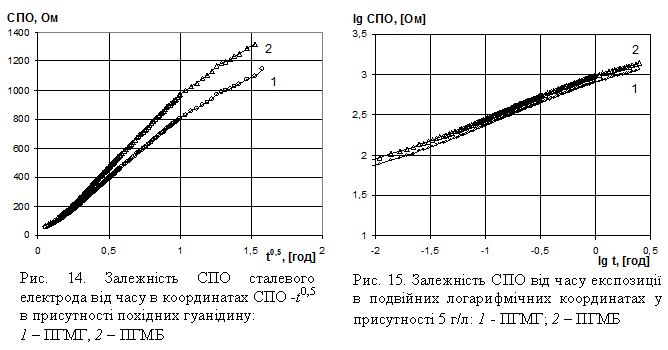 СПО, Ом
1400
1200
1000
800
600
400
200
0
0
0,5
1
1,5
2
2
1
t0,5, [год]
Рис. 14. Залежність СПО сталевого
електрода від часу в координатах СПО -t0,5
в присутності похідних гуанідину:
1 – ПГМГ, 2 – ПГМБ
lg СПО, [Ом]
3,5
3
2,5
2
1,5
1
-2
-1,5
-1
-0,5
0
0,5
2
1
lg t, [год]
Рис. 15. Залежність СПО від часу експозиції
в подвійних логарифмічних координатах у
присутності 5 г/л: 1 - ПГМГ; 2 – ПГМБ